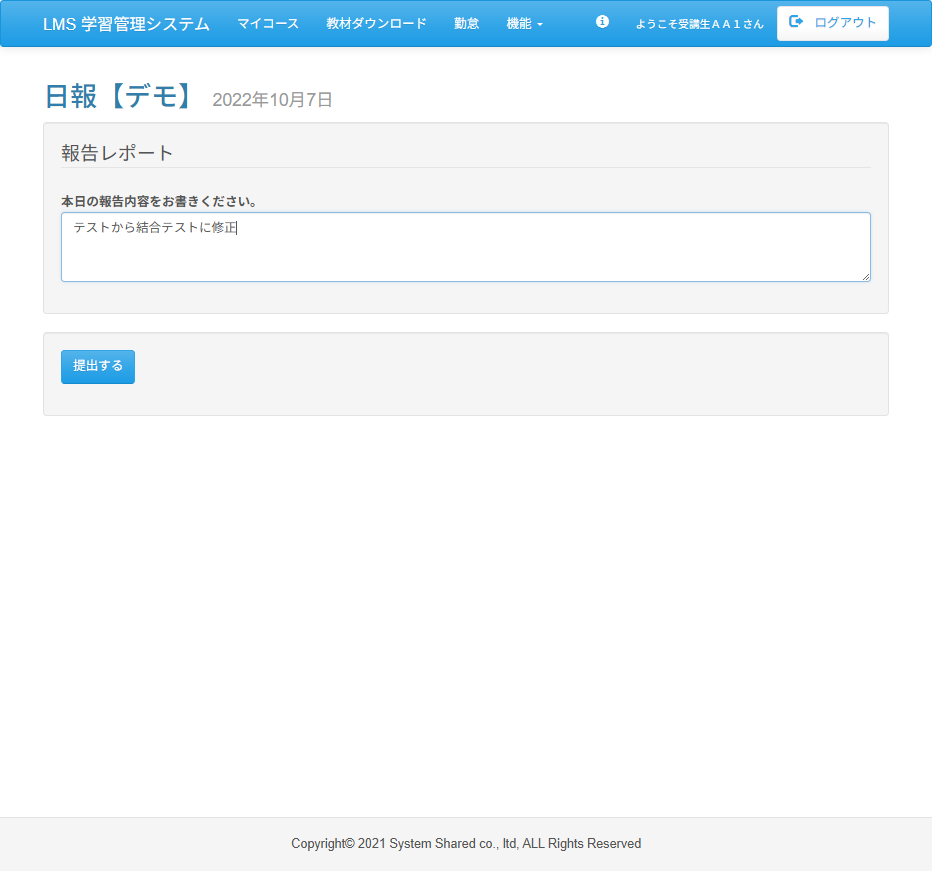 LMS 学習管理システム マイコース 教材ダウンロード 勤怠 機能 ようこそ受講生ＡＡ１さん ログアウト
日報【デモ】 2022年10月7日
報告レポート
本日の報告内容をお書きください。
テストから結合テストに修正
提出する
Copyright© 2021 System Shared co., ltd, ALL Rights Reserved